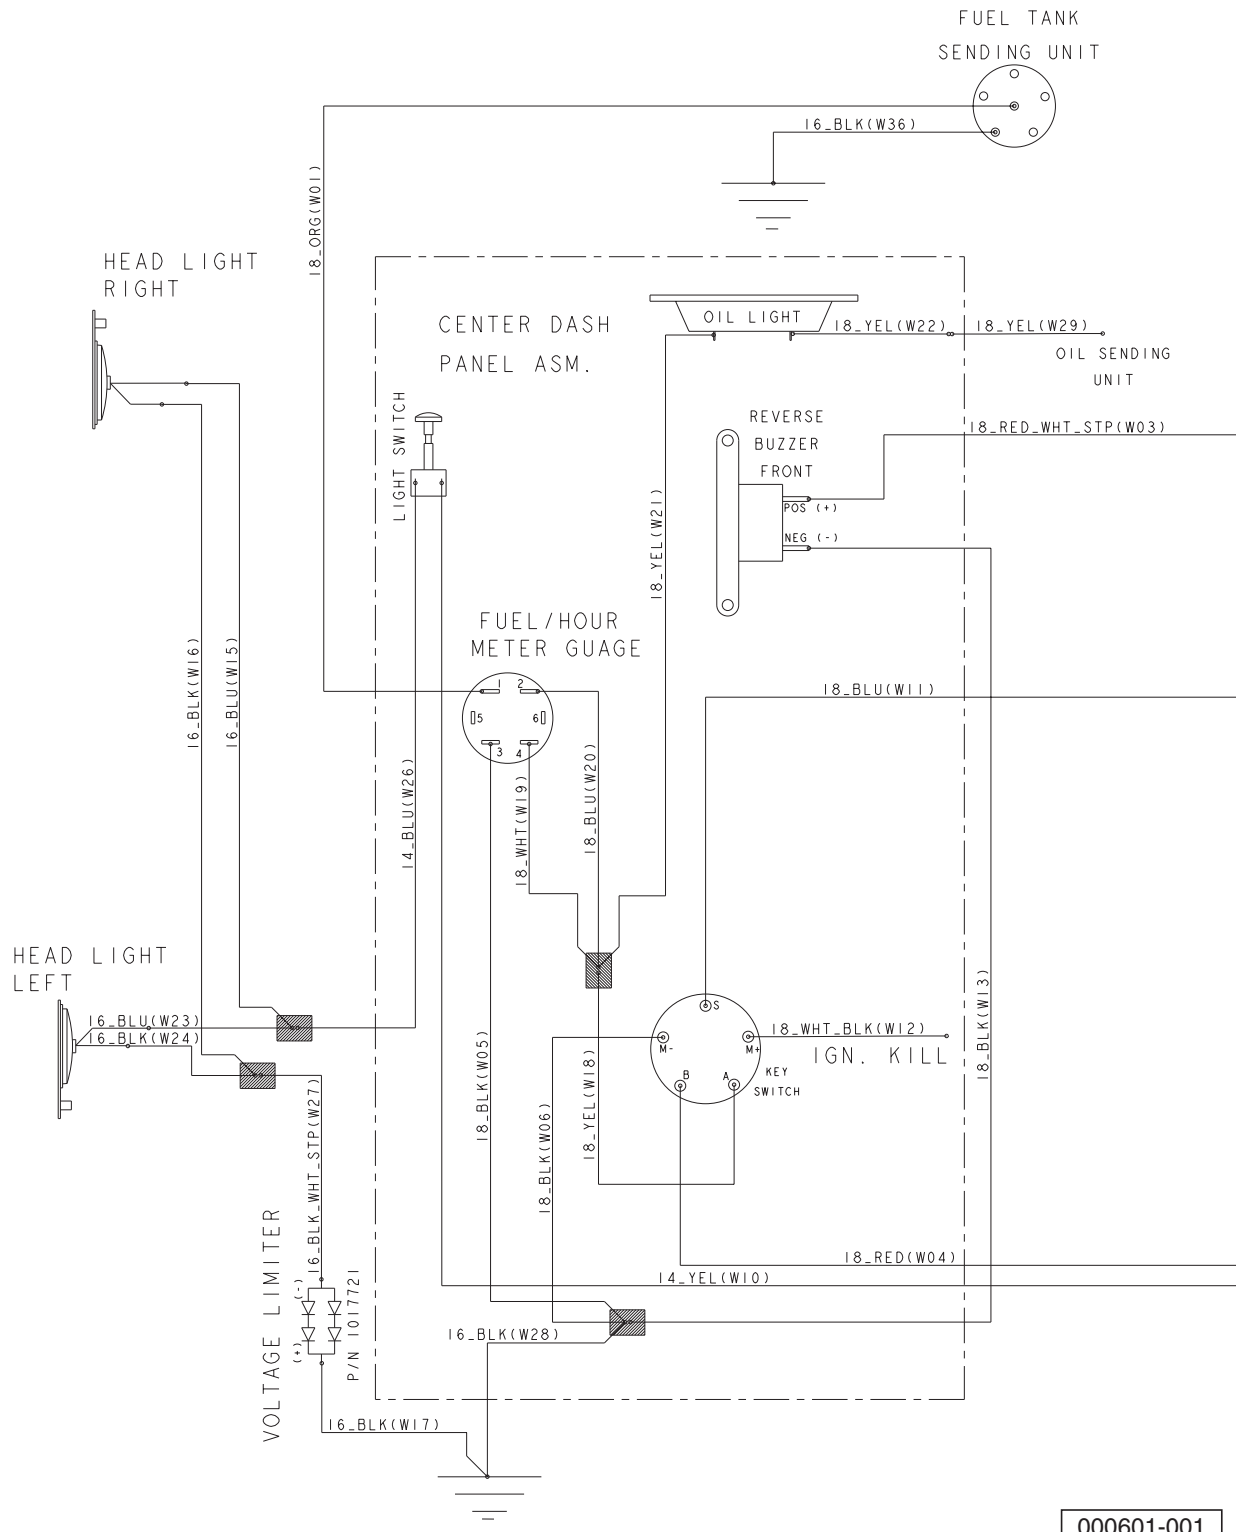 FUEL TANK
SENDING UNIT
16_BLK(W36)
18_ORG(W01)
HEAD LIGHT
RIGHT
CENTER DASH
PANEL ASM.
OIL LIGHT
18_YEL(W22)
18_YEL(W29)
OIL SENDING
UNIT
LIGHT SWITCH
REVERSE
BUZZER
FRONT
18_RED_WHT_STP(W03)
POS (+)
NEG (-)
18_YEL(W21)
FUEL/HOUR
METER GUAGE
1
2
5
6
3
4
16_BLK(W16)
16_BLU(W15)
18_BLU(W11)
14_BLU(W26)
18_WHT(W19)
18_BLU(W20)
HEAD LIGHT
LEFT
16_BLU(W23)
16_BLK(W24)
S
M-
M+
B
A
KEY
SWITCH
18_WHT_BLK(W12)
IGN. KILL
18_BLK(W13)
18_BLK(W05)
18_BLK(W06)
18_YEL(W18)
16_BLK_WHT_STP(W27)
VOLTAGE LIMITER
(-)
(+)
P/N 1017721
18_RED(W04)
14_YEL(W10)
16_BLK(W28)
16_BLK(W17)
000601-001